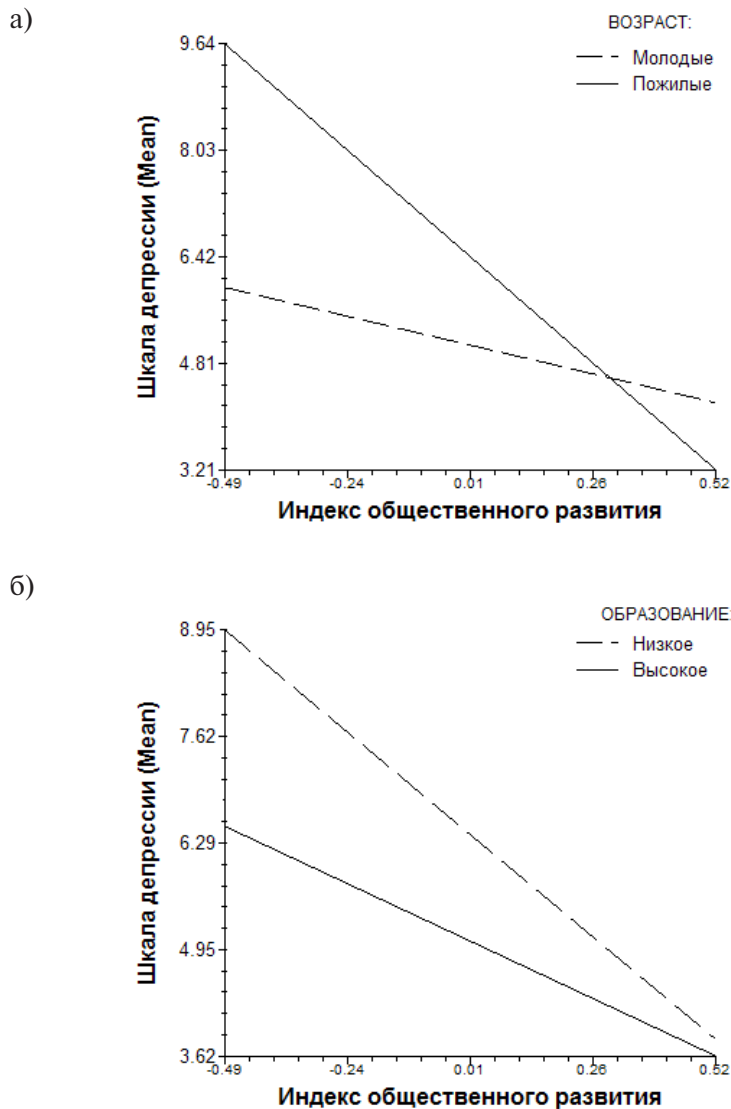 а)
ВОЗРАСТ:
Молодые
Пожилые
Шкала депрессии (Mean)
9.64
8.03
6.42
4.81
3.21
-0.49 -0.24 0.01 0.26 0.52
Индекс общественного развития
б)
ОБРАЗОВАНИЕ:
Низкое
Высокое
Шкала депрессии (Mean)
8.95
7.62
6.29
4.95
3.62
-0.49 -0.24 0.01 0.26 0.52
Индекс общественного развития